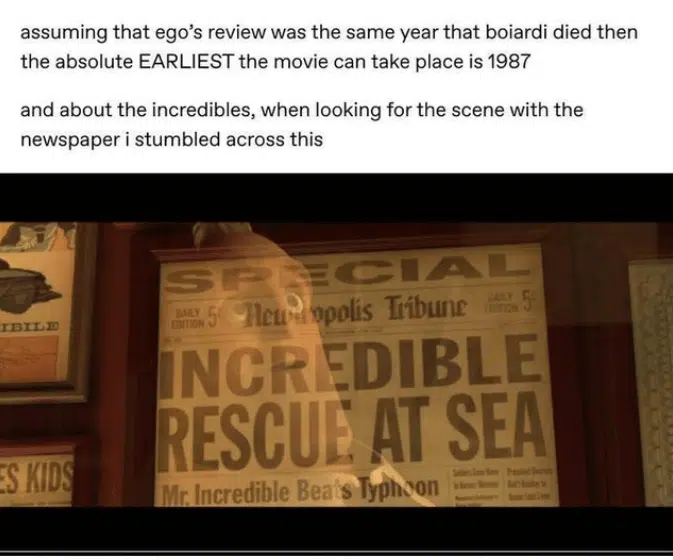 assuming that ego's review was the same year that boiardi died then
the absolute EARLIEST the movie can take place is 1987
and about the incredibles, when looking for the scene with the
newspaper i stumbled across this
SPECIAL
DAILY
EDITION 5¢ Metropolis Tribune DAILY 5¢
INCREDIBLE
RESCUE AT SEA
Mr. Incredible Beats Typhoon
IBILE
ES KIDS